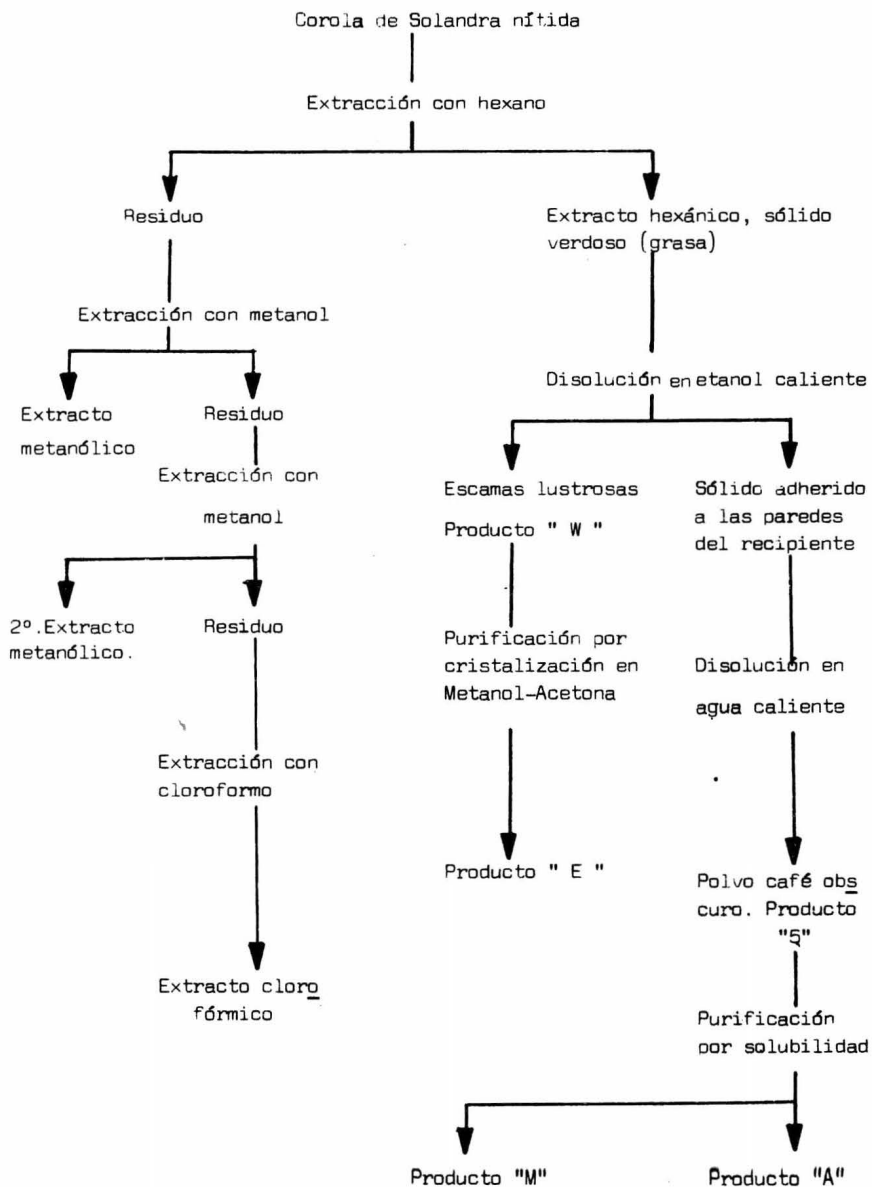 Corola de Solandra nítida
Extracción con hexano
Residuo
Extracto hexánico, sólido
verdoso (grasa)
Extracción con metanol
Disolución en etanol caliente
Extracto
metanólico
Residuo
Extracción con
metanol
Escamas lustrosas
Producto " W "
Sólido adherido
a las paredes
del recipiente
2º.Extracto
metanólico.
Residuo
Purificación por
cristalización en
Metanol-Acetona
Disolución en
agua caliente
Extracción con
cloroformo
Producto " E "
Polvo café obs
curo. Producto
Extracto cloro
fórmico
Purificación
por solubilidad
Producto "M"
Producto "A"